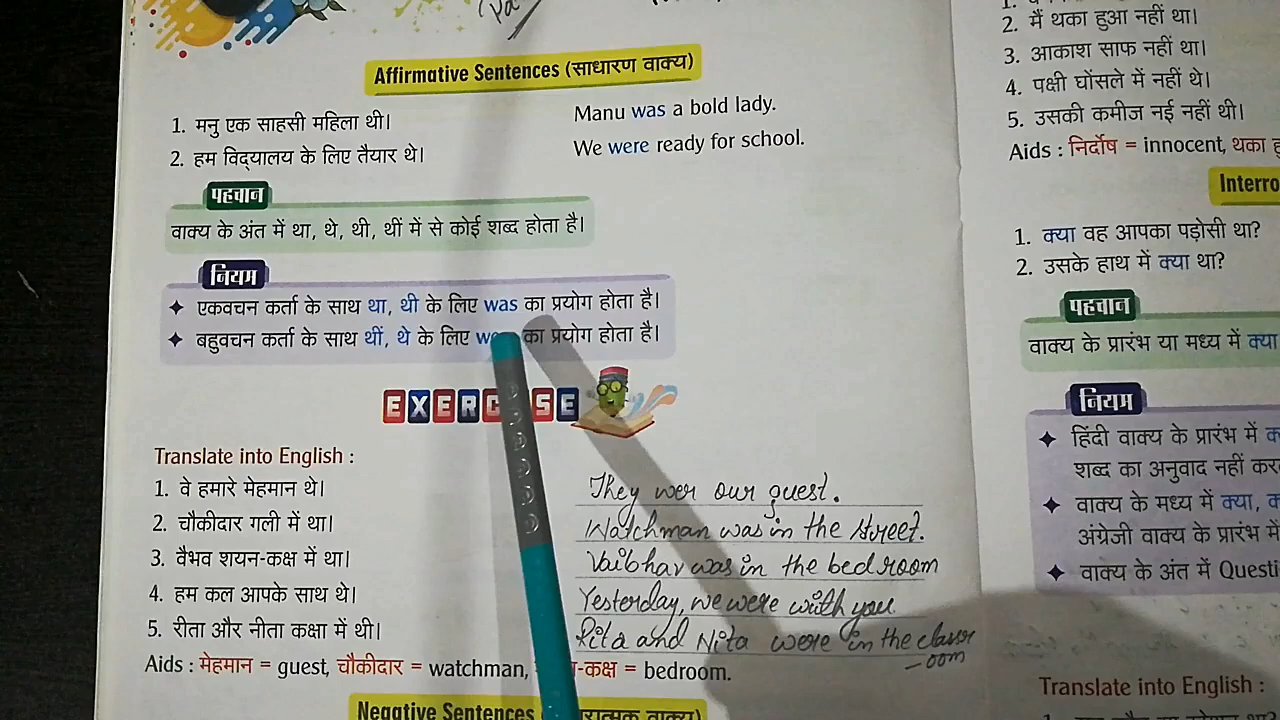 Affirmative Sentences (साधारण वाक्य)
1. मनु एक साहसी महिला थी। Manu was a bold lady.
2. हम विद्यालय के लिए तैयार थे। We were ready for school.
पहचान
वाक्य के अंत में था, थे, थी, थीं में से कोई शब्द होता है।
नियम
✦ एकवचन कर्ता के साथ था, थी के लिए was का प्रयोग होता है।
✦ बहुवचन कर्ता के साथ थीं, थे के लिए का प्रयोग होता है।
EXERCISE
Translate into English :
1. वे हमारे मेहमान थे। They wer our guest.
2. चौकीदार गली में था। Watchman was in the street.
3. वैभव शयन-कक्ष में था। Vaibhav was in the bedroom
4. हम कल आपके साथ थे। Yesterday, we were with you
5. रीता और नीता कक्षा में थी। Rita and Nita were in the classr
-oom
Aids : मेहमान = guest, चौकीदार = watchman, -कक्ष = bedroom.
Negative Sentences वाक्य)
2. मैं थका हुआ नहीं था।
3. आकाश साफ नहीं था।
4. पक्षी घोंसले में नहीं थे।
5. उसकी कमीज नई नहीं थी।
Aids : निर्दोष = innocent, थका
Interro
1. क्या वह आपका पड़ोसी था?
2. उसके हाथ में क्या था?
पहचान
वाक्य के प्रारंभ या मध्य में क्या
नियम
✦ हिंदी वाक्य के प्रारंभ में
शब्द का अनुवाद नहीं
✦ वाक्य के मध्य में क्या,
अंग्रेजी वाक्य के प्रारंभ में
✦ वाक्य के अंत में Questi
Translate into English :